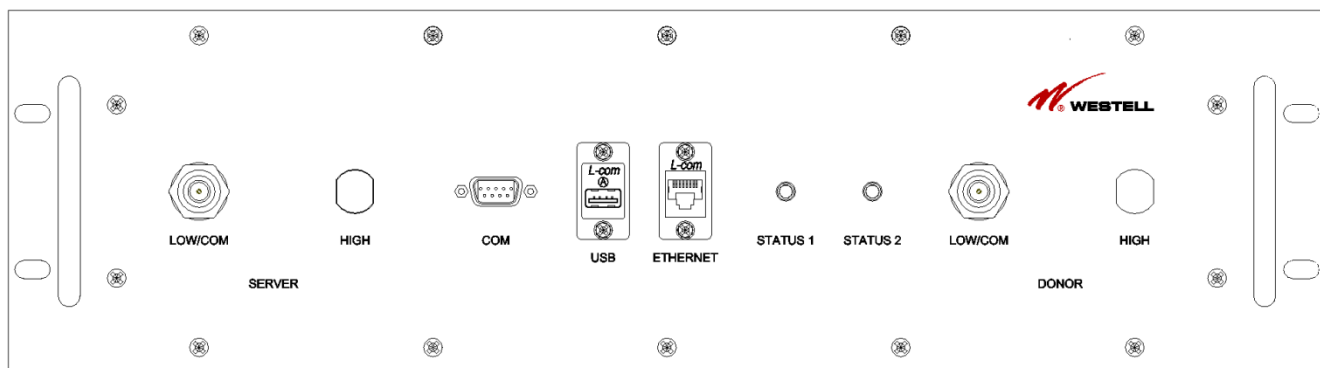 ® WESTELL
L-com
A
L-com
LOW/COM
HIGH
COM
USB
ETHERNET
STATUS 1
STATUS 2
LOW/COM
HIGH
SERVER
DONOR